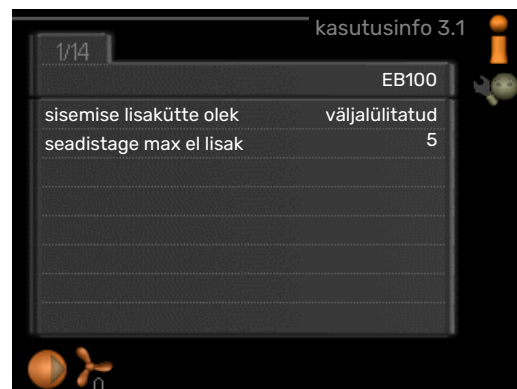 kasutusinfo 3.1
1/14
EB100
sisemise lisakütte olek väljalülitatud
seadistage max el lisak 5
0